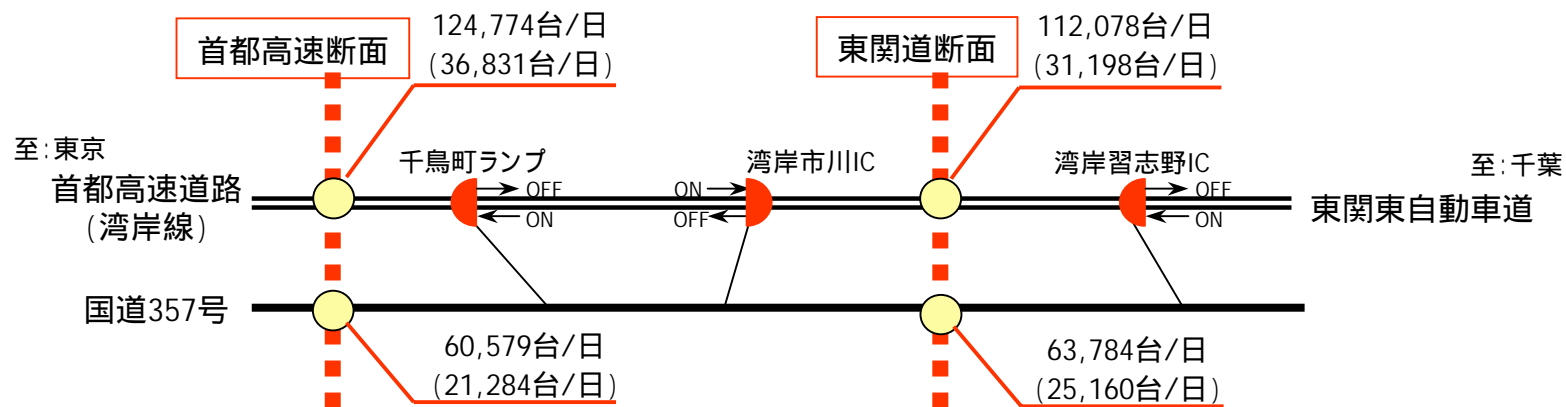 首都高速断面
124,774台/日
(36,831台/日)
東関道断面
112,078台/日
(31,198台/日)
至:東京
千鳥町ランプ
湾岸市川IC
湾岸習志野IC
至:千葉
首都高速道路
(湾岸線)
OFF
ON
ON
OFF
OFF
ON
東関東自動車道
国道357号
60,579台/日
(21,284台/日)
63,784台/日
(25,160台/日)